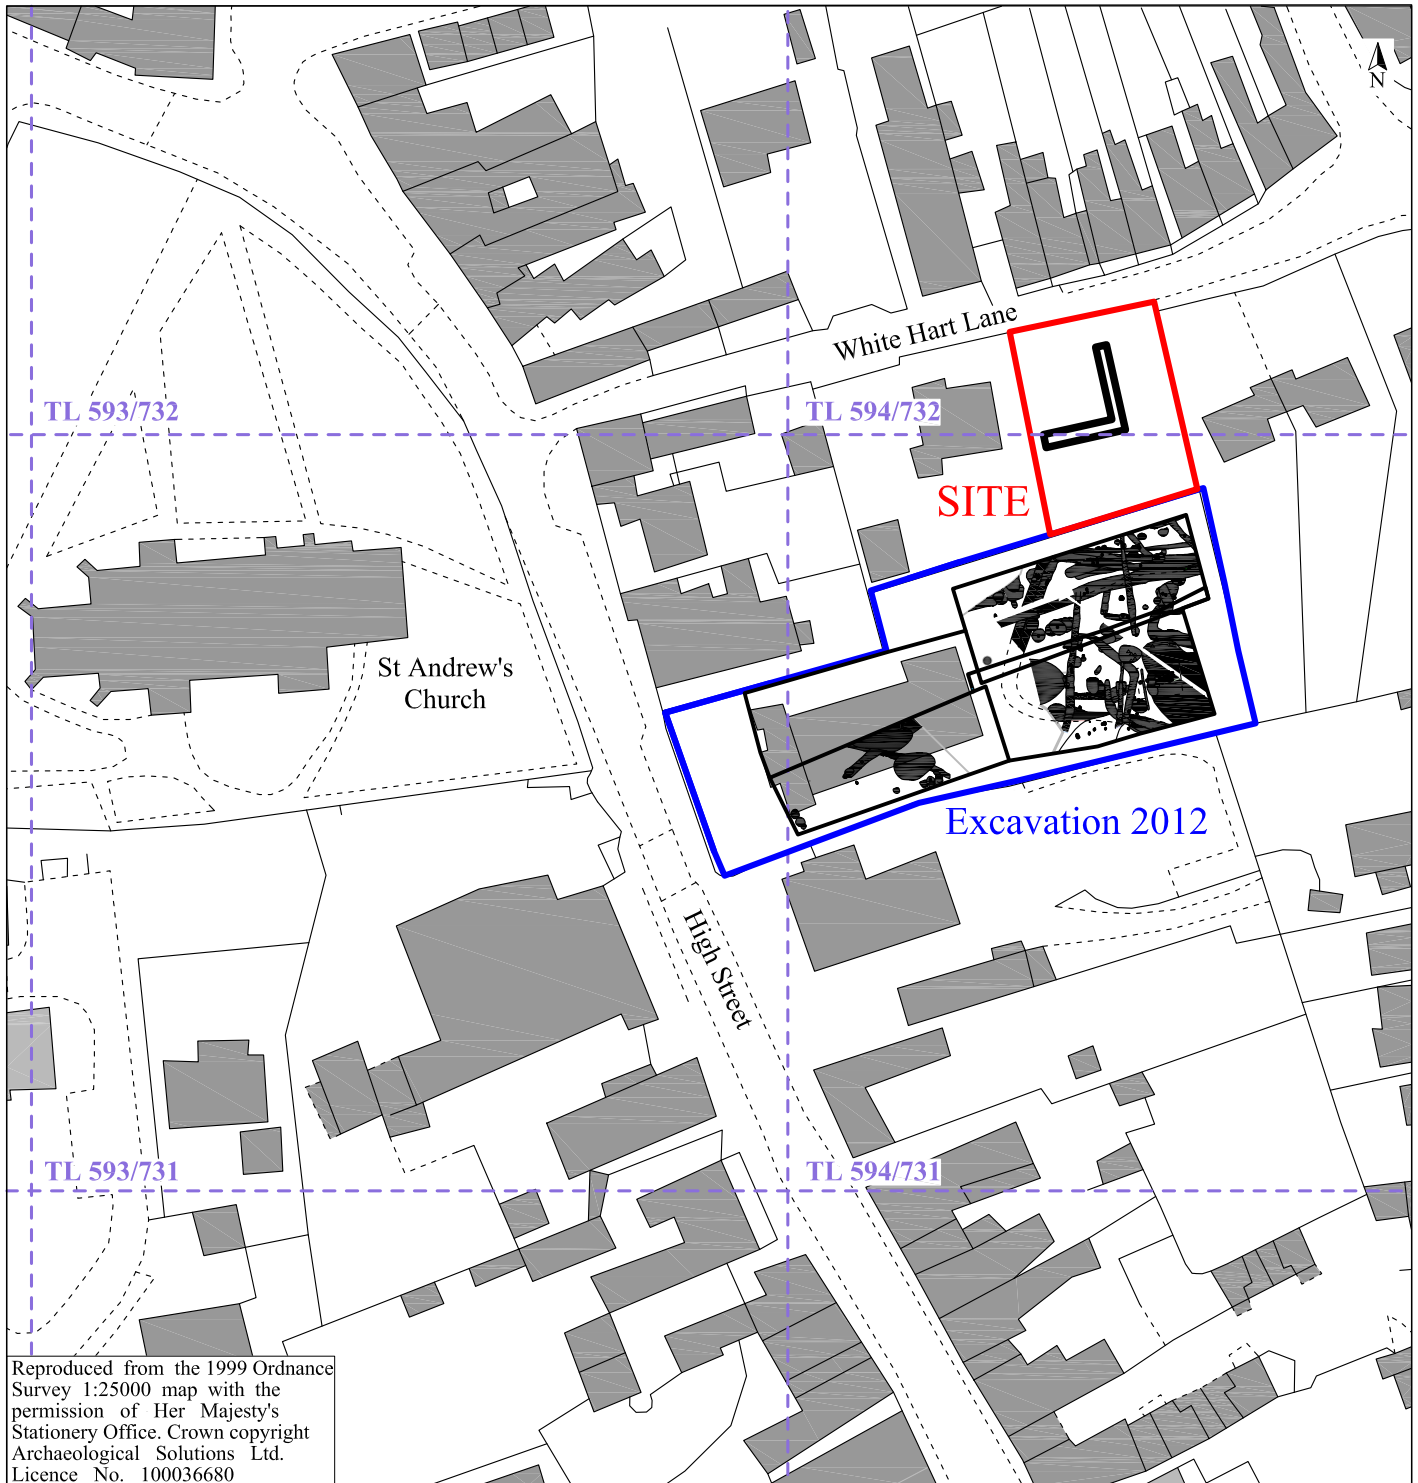 N
White Hart Lane
TL 593/732
TL 594/732
SITE
St Andrew's
Church
Excavation 2012
High Street
TL 593/731
TL 594/731
Reproduced from the 1999 Ordnance
Survey 1:25000 map with the
permission of Her Majesty's
Stationery Office. Crown copyright
Archaeological Solutions Ltd.
Licence No. 100036680